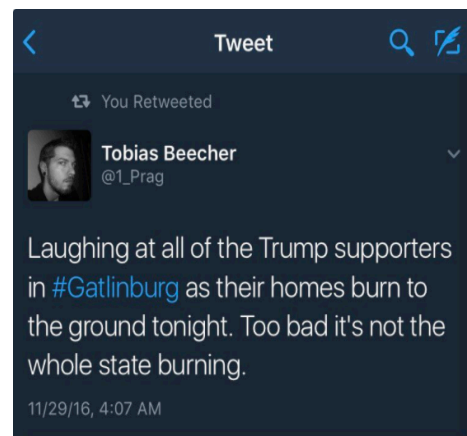 Tweet
You Retweeted
Tobias Beecher
@1_Prag
Laughing at all of the Trump supporters
in #Gatlinburg as their homes burn to
the ground tonight. Too bad it's not the
whole state burning.
11/29/16, 4:07 AM